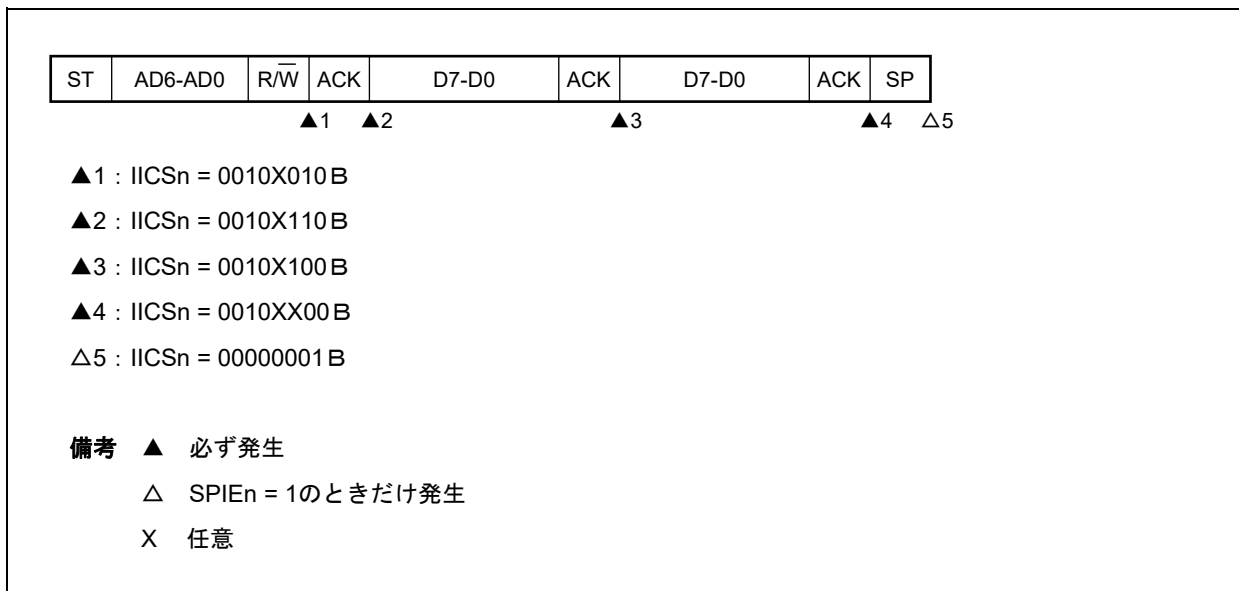 ST AD6-AD0 R/W̅ ACK D7-D0 ACK D7-D0 ACK SP
▲1 ▲2 ▲3 ▲4 △5
▲1：IICSn = 0010X010B
▲2：IICSn = 0010X110B
▲3：IICSn = 0010X100B
▲4：IICSn = 0010XX00B
△5：IICSn = 00000001B
備考 ▲ 必ず発生
△ SPIEn = 1のときだけ発生
X 任意